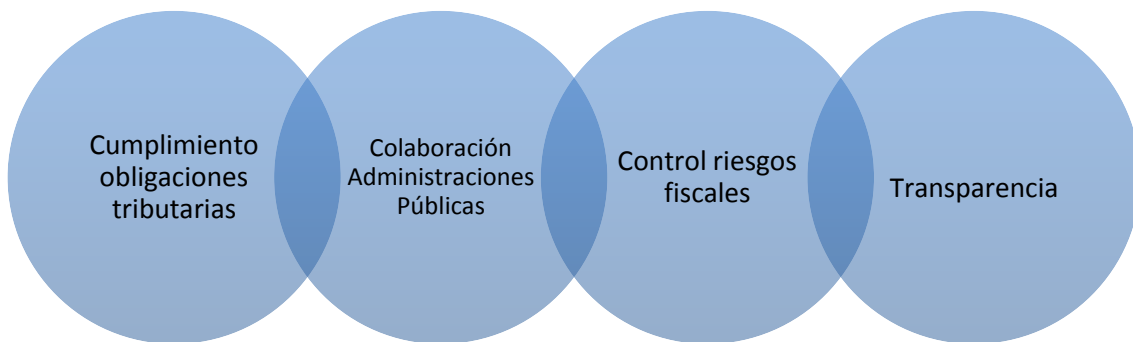 Cumplimiento
obligaciones
tributarias
Colaboración
Administraciones
Públicas
Control riesgos
fiscales
Transparencia